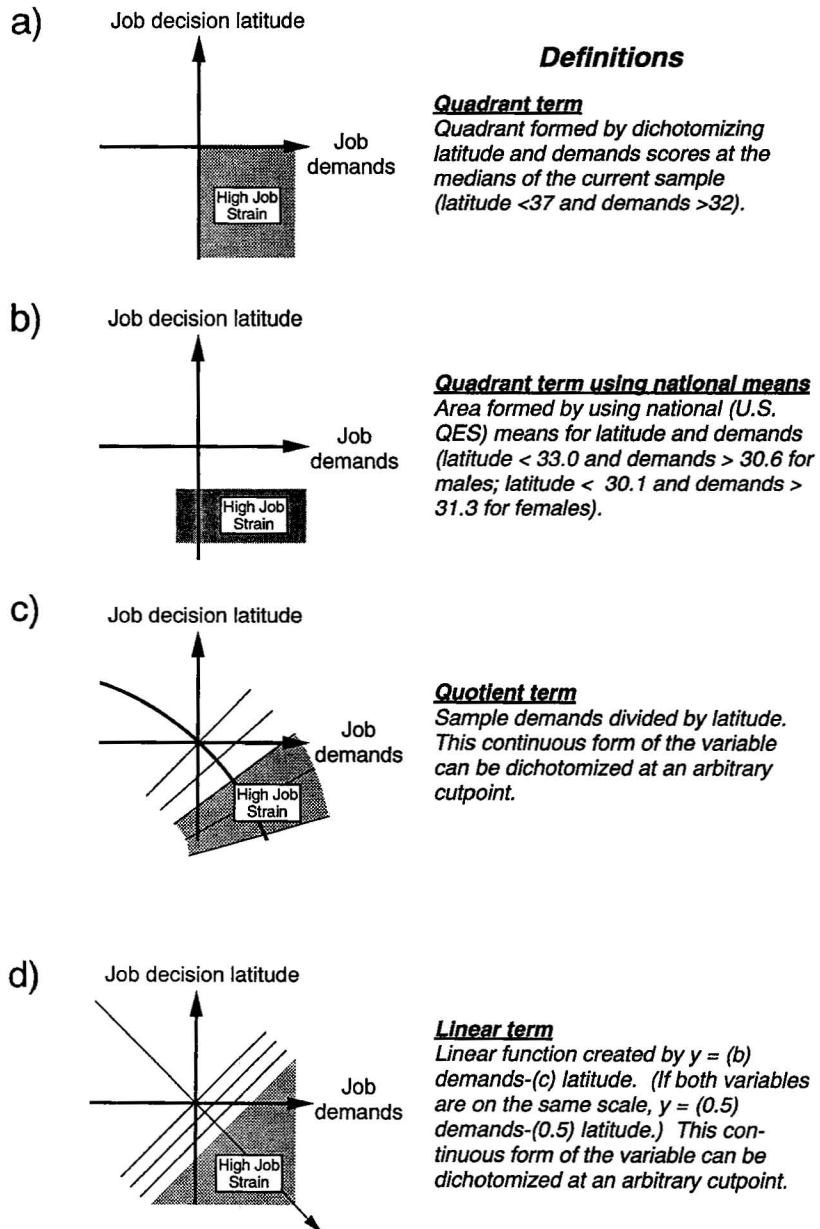 a)
Job decision latitude
Job
demands
High Job
Strain
Definitions
Quadrant term
Quadrant formed by dichotomizing
latitude and demands scores at the
medians of the current sample
(latitude <37 and demands >32).
b)
Job decision latitude
Job
demands
High Job
Strain
Quadrant term using national means
Area formed by using national (U.S.
QES) means for latitude and demands
(latitude < 33.0 and demands > 30.6 for
males; latitude < 30.1 and demands >
31.3 for females).
c)
Job decision latitude
Job
demands
High Job
Strain
Quotient term
Sample demands divided by latitude.
This continuous form of the variable
can be dichotomized at an arbitrary
cutpoint.
d)
Job decision latitude
Job
demands
High Job
Strain
Linear term
Linear function created by y = (b)
demands-(c) latitude. (If both variables
are on the same scale, y = (0.5)
demands-(0.5) latitude.) This con-
tinuous form of the variable can be
dichotomized at an arbitrary cutpoint.